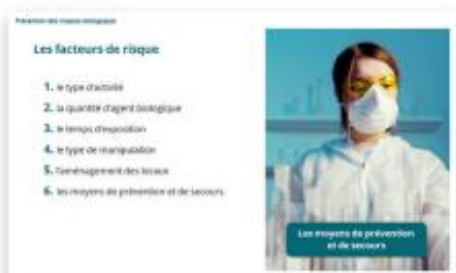 Prévention des risques biologiques
Les facteurs de risque
1. le type d'activité
2. la quantité d'agent biologique
3. le temps d'exposition
4. le type de manipulation
5. l'aménagement des locaux
6. les moyens de prévention et de secours.
Les moyens de prévention
et de secours